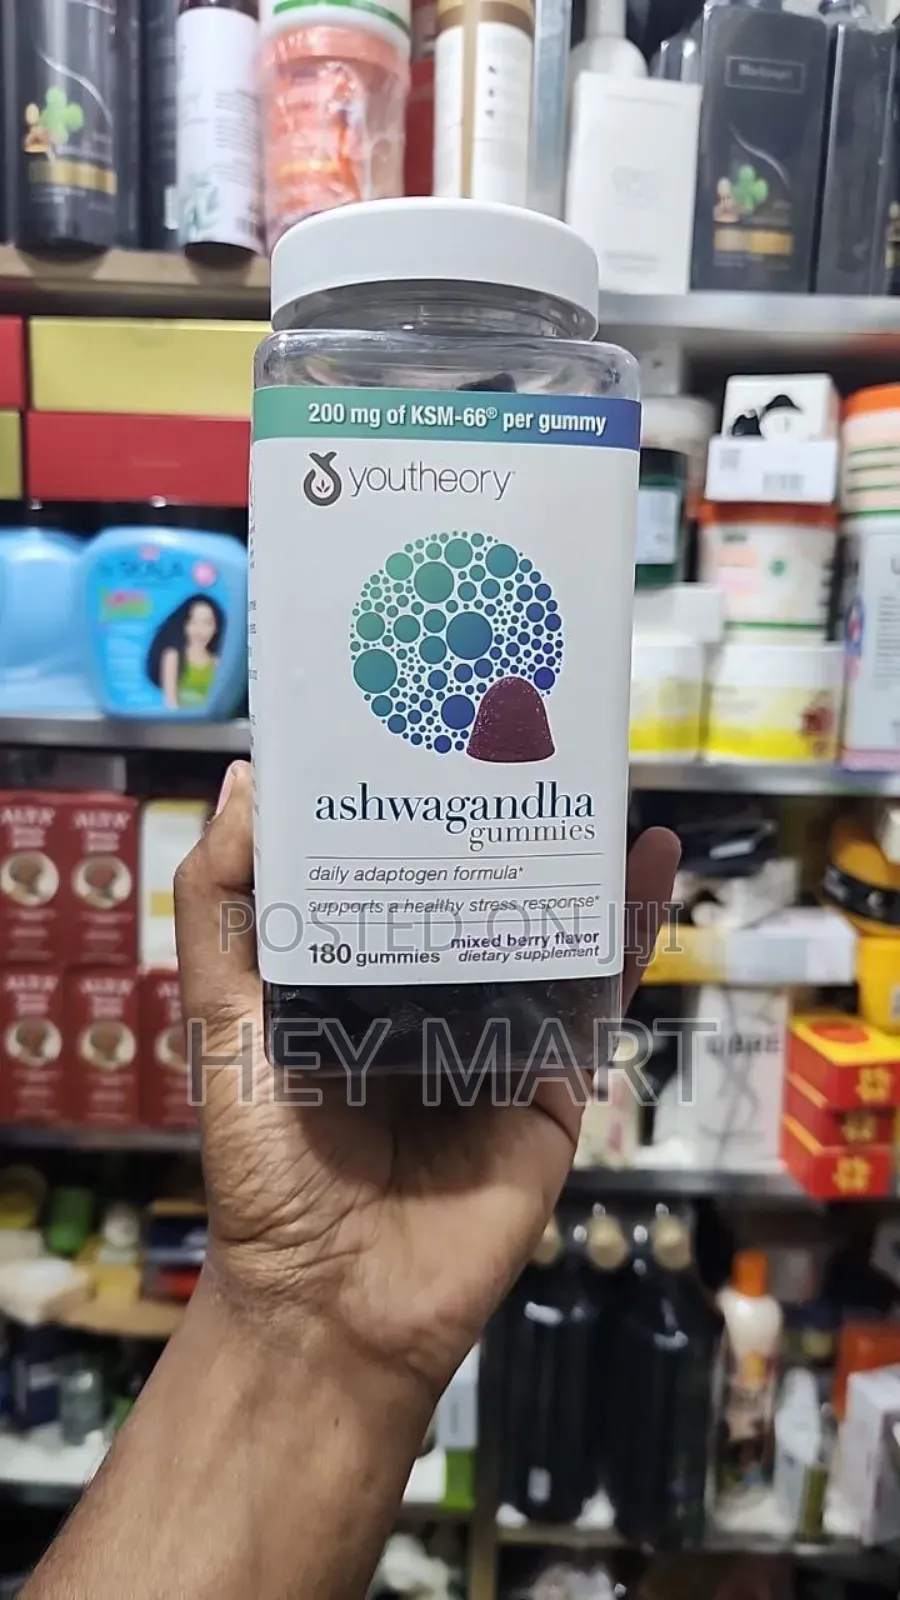 200 mg of KSM-66® per gummy
youtheory
ashwagandha
gummies
daily adaptogen formula*
supports a healthy stress response*
180 gummies
mixed berry flavor
dietary supplement
POSTED ON JIJI
HEY MART